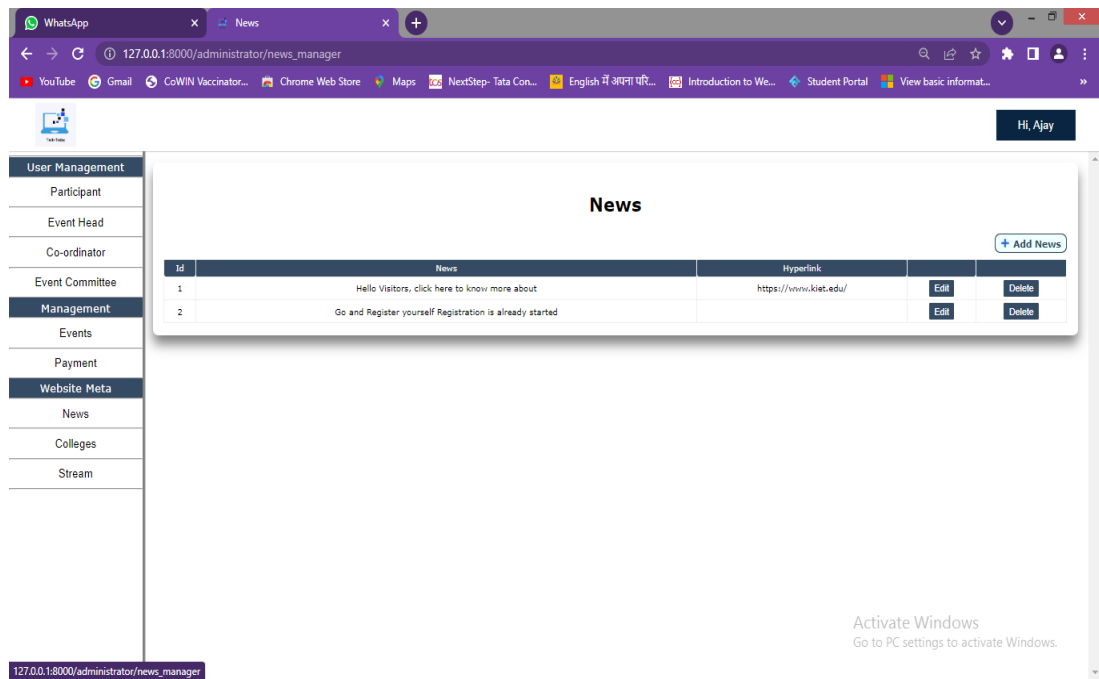 WhatsApp
News
127.0.0.1:8000/administrator/news_manager
YouTube Gmail CoWIN Vaccinator... Chrome Web Store Maps TCS NextStep- Tata Con... English में अपना परि... Introduction to We... Student Portal View basic informat... »
Hi, Ajay
User Management
Participant
Event Head
Co-ordinator
Event Committee
Management
Events
Payment
Website Meta
News
Colleges
Stream
News
+ Add News
Id News Hyperlink
1 Hello Visitors, click here to know more about https://www.kiet.edu/ Edit Delete
2 Go and Register yourself Registration is already started Edit Delete
Activate Windows
Go to PC settings to activate Windows.
127.0.0.1:8000/administrator/news_manager